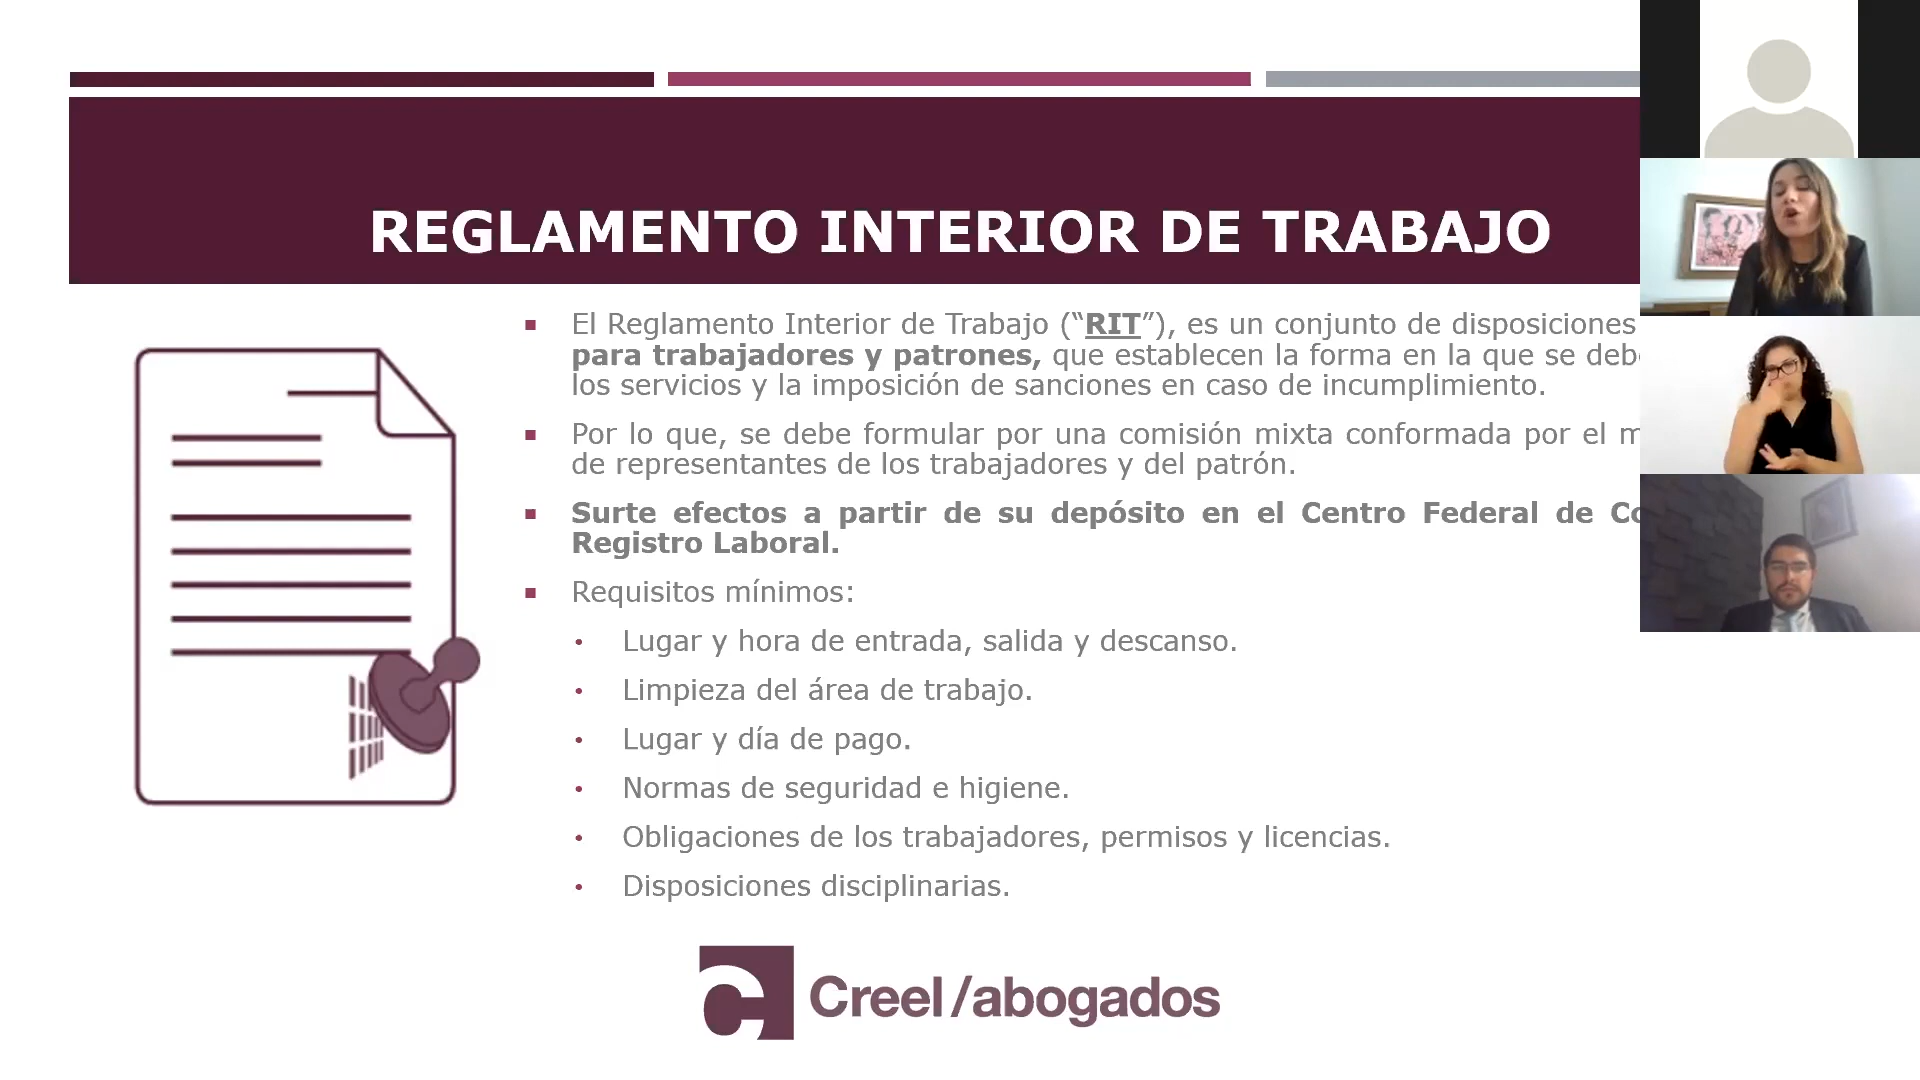 REGLAMENTO INTERIOR DE TRABAJO
El Reglamento Interior de Trabajo (“RIT”), es un conjunto de disposiciones
para trabajadores y patrones, que establecen la forma en la que se
los servicios y la imposición de sanciones en caso de incumplimiento.
Por lo que, se debe formular por una comisión mixta conformada por el
de representantes de los trabajadores y del patrón.
Surte efectos a partir de su depósito en el Centro Federal de
Registro Laboral.
Requisitos mínimos:
Lugar y hora de entrada, salida y descanso.
Limpieza del área de trabajo.
Lugar y día de pago.
Normas de seguridad e higiene.
Obligaciones de los trabajadores, permisos y licencias.
Disposiciones disciplinarias.
Creel/abogados